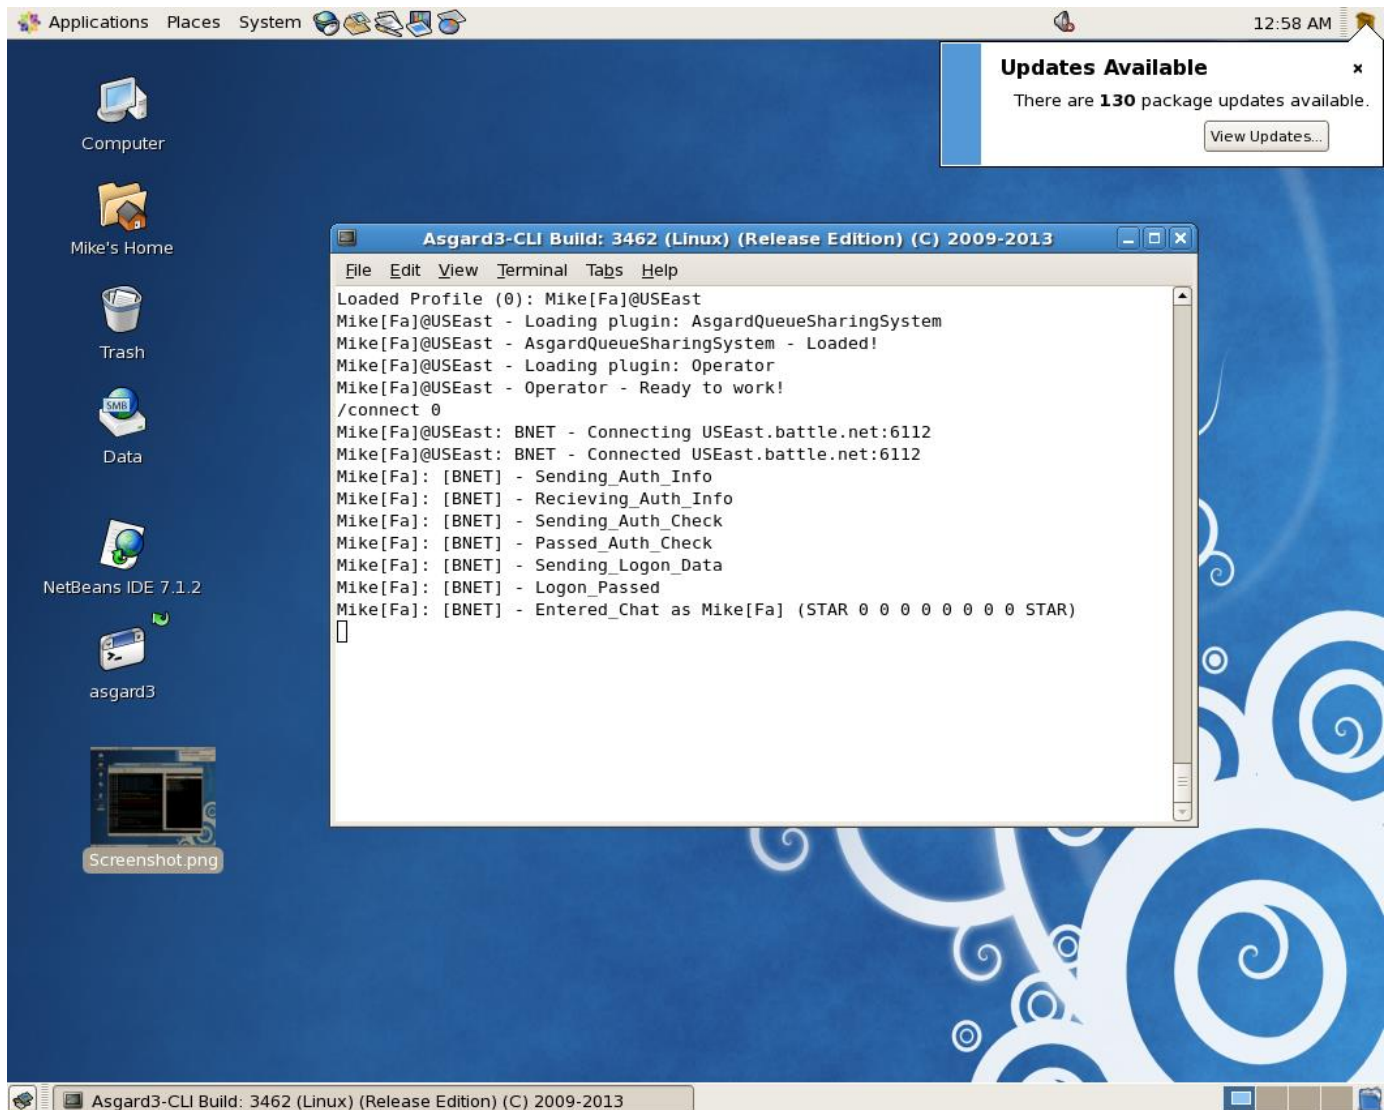 Applications Places System 12:58 AM
Updates Available
There are 130 package updates available.
View Updates...
Computer
Mike's Home
Trash
SMB
Data
NetBeans IDE 7.1.2
asgard3
Screenshot.png
Asgard3-CLI Build: 3462 (Linux) (Release Edition) (C) 2009-2013
File Edit View Terminal Tabs Help
Loaded Profile (0): Mike[Fa]@USEast
Mike[Fa]@USEast - Loading plugin: AsgardQueueSharingSystem
Mike[Fa]@USEast - AsgardQueueSharingSystem - Loaded!
Mike[Fa]@USEast - Loading plugin: Operator
Mike[Fa]@USEast - Operator - Ready to work!
/connect 0
Mike[Fa]@USEast: BNET - Connecting USEast.battle.net:6112
Mike[Fa]@USEast: BNET - Connected USEast.battle.net:6112
Mike[Fa]: [BNET] - Sending_Auth_Info
Mike[Fa]: [BNET] - Recieving_Auth_Info
Mike[Fa]: [BNET] - Sending_Auth_Check
Mike[Fa]: [BNET] - Passed_Auth_Check
Mike[Fa]: [BNET] - Sending_Logon_Data
Mike[Fa]: [BNET] - Logon_Passed
Mike[Fa]: [BNET] - Entered_Chat as Mike[Fa] (STAR 0 0 0 0 0 0 0 0 STAR)
Asgard3-CLI Build: 3462 (Linux) (Release Edition) (C) 2009-2013